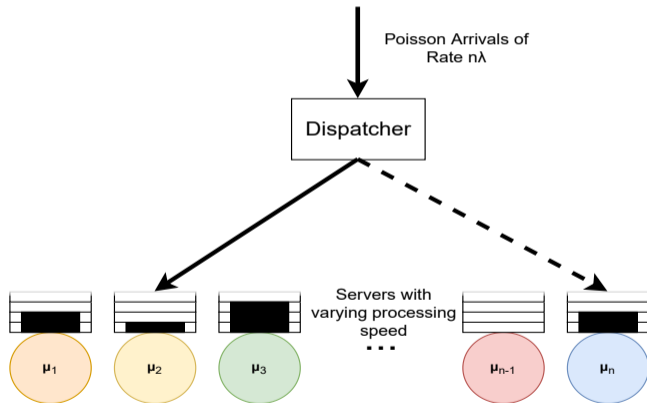 Poisson Arrivals of
Rate nλ
Dispatcher
Servers with
varying processing
speed
...
μ1
μ2
μ3
μn-1
μn